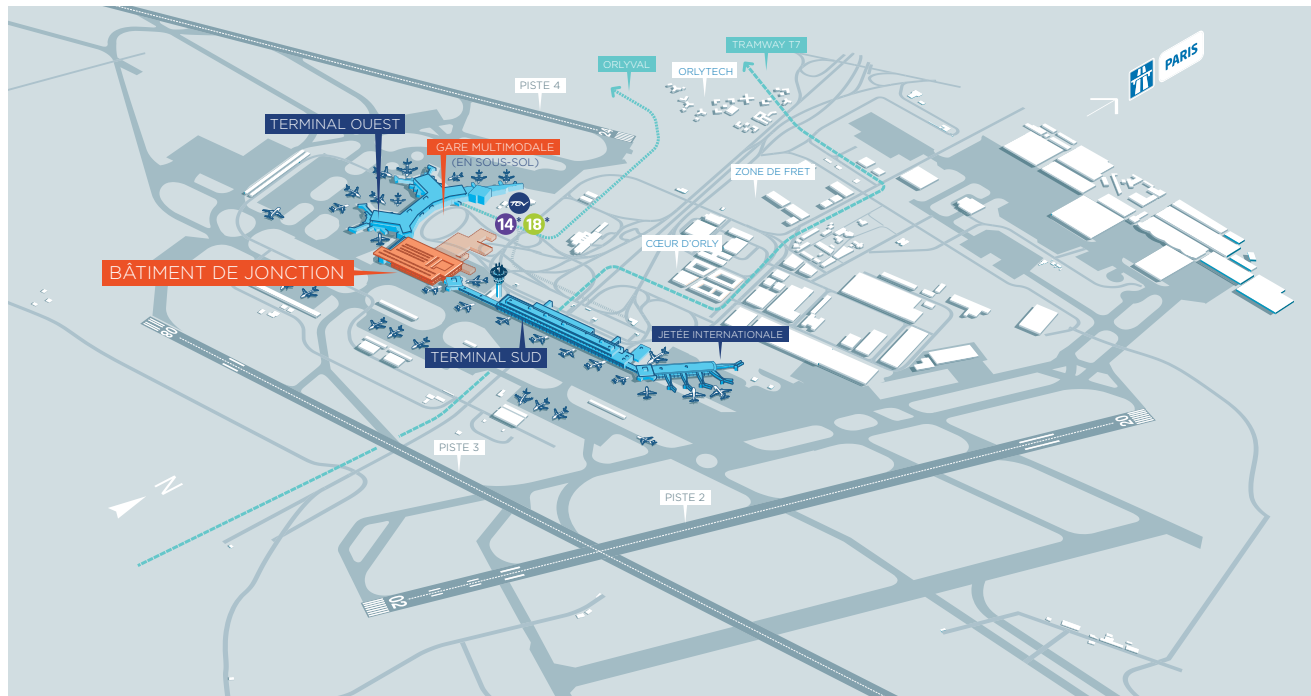 TRAMWAY T7
ORLYVAL
ORLYTECH
PARIS
PISTE 4
TERMINAL OUEST
24
GARE MULTIMODALE
(EN SOUS-SOL)
ZONE DE FRET
TGV
14* 18*
CŒUR D'ORLY
BÂTIMENT DE JONCTION
08
JETÉE INTERNATIONALE
TERMINAL SUD
20
PISTE 3
N
PISTE 2
02